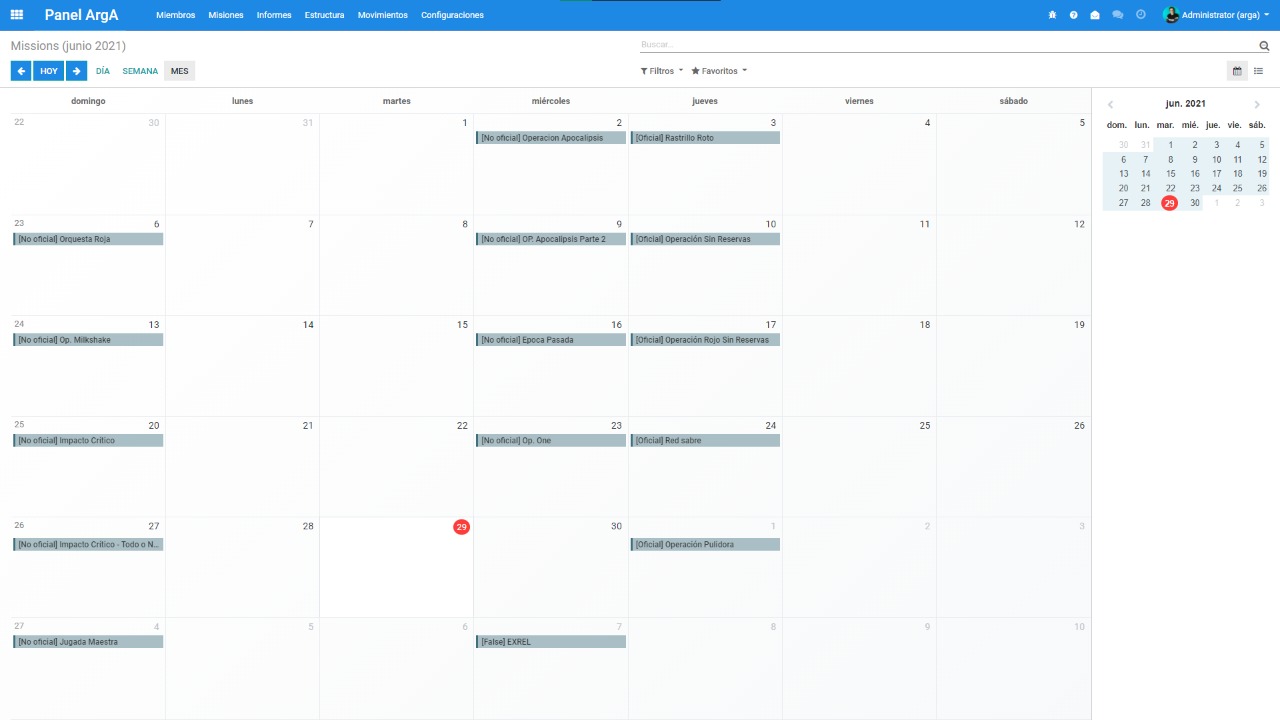 Panel ArgA Miembros Misiones Informes Estructura Movimientos Configuraciones Administrator (arga)
Missions (junio 2021) Buscar...
HOY DÍA SEMANA MES Filtros Favoritos
domingo lunes martes miércoles jueves viernes sábado
22 30 31 1 2 3 4 5
[No oficial] Operacion Apocalipsis [Oficial] Rastrillo Roto
23 6 7 8 9 10 11 12
[No oficial] Orquesta Roja [No oficial] OP. Apocalipsis Parte 2 [Oficial] Operación Sin Reservas
24 13 14 15 16 17 18 19
[No oficial] Op. Milkshake [No oficial] Epoca Pasada [Oficial] Operación Rojo Sin Reservas
25 20 21 22 23 24 25 26
[No oficial] Impacto Crítico [No oficial] Op. One [Oficial] Red sabre
26 27 28 29 30 1 2 3
[No oficial] Impacto Crítico - Todo o N... [Oficial] Operación Pulidora
27 4 5 6 7 8 9 10
[No oficial] Jugada Maestra [False] EXREL
jun. 2021
dom. lun. mar. mié. jue. vie. sáb.
30 31 1 2 3 4 5
6 7 8 9 10 11 12
13 14 15 16 17 18 19
20 21 22 23 24 25 26
27 28 29 30 1 2 3